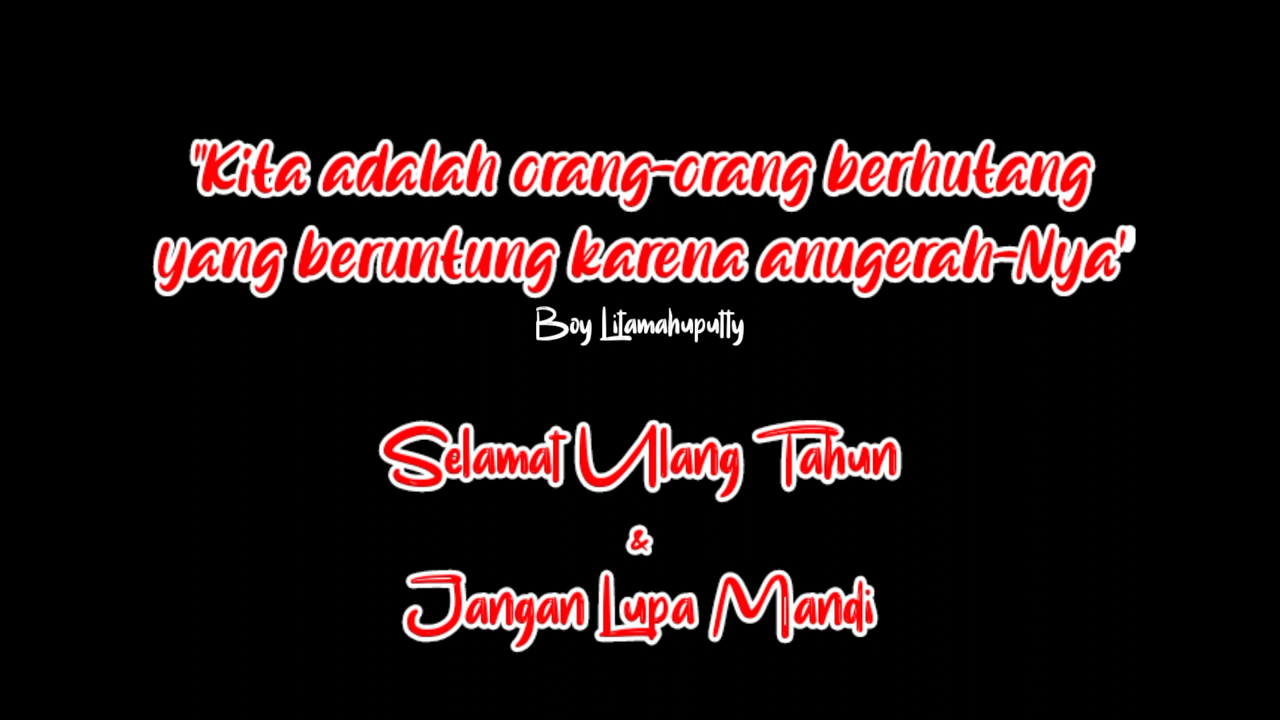 "Kita adalah orang-orang berhutang
yang beruntung karena anugerah-Nya"
Boy Litamahuputty
Selamat Ulang Tahun
&
Jangan Lupa Mandi